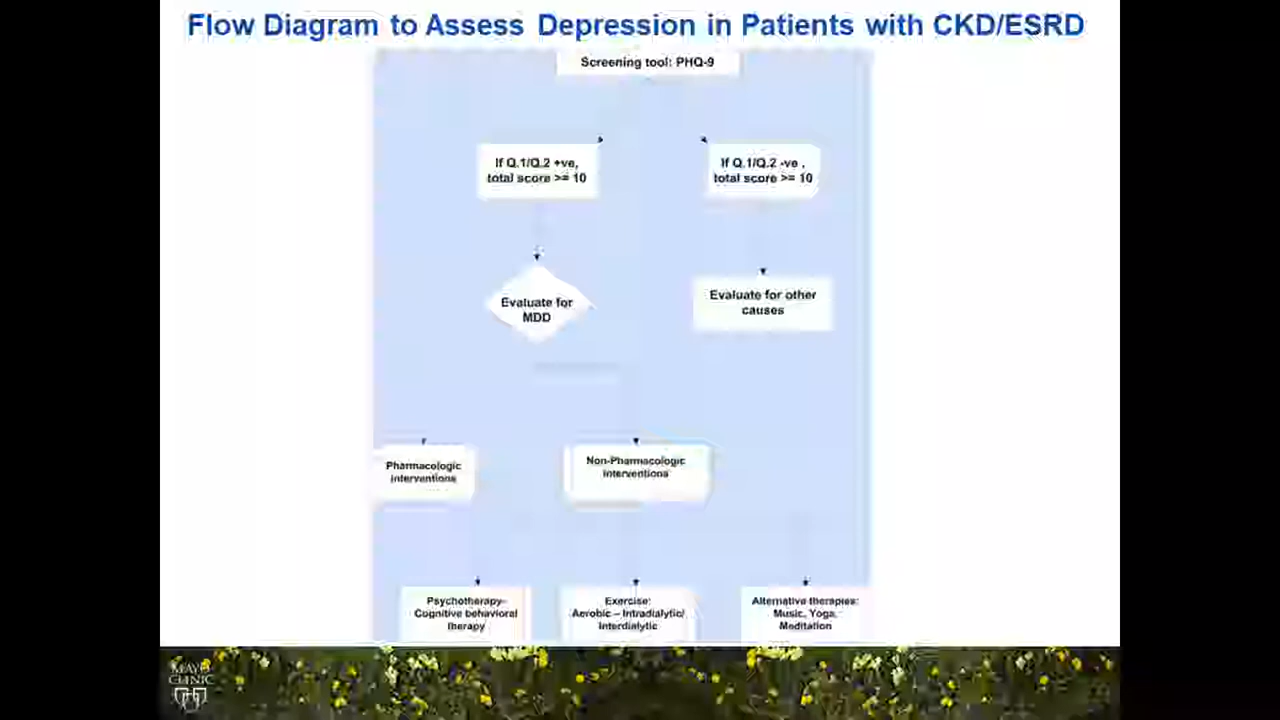 Flow Diagram to Assess Depression in Patients with CKD/ESRD
Screening tool: PHQ-9
If Q.1/Q.2 +ve,
total score >= 10
If Q.1/Q.2 -ve ,
total score >= 10
Evaluate for
MDD
Evaluate for other
causes
Pharmacologic
interventions
Non-Pharmacologic
interventions
Psychotherapy-
Cognitive behavioral
therapy
Exercise:
Aerobic – Intradialytic/
Interdialytic
Alternative therapies:
Music, Yoga,
Meditation
MAYO
CLINIC